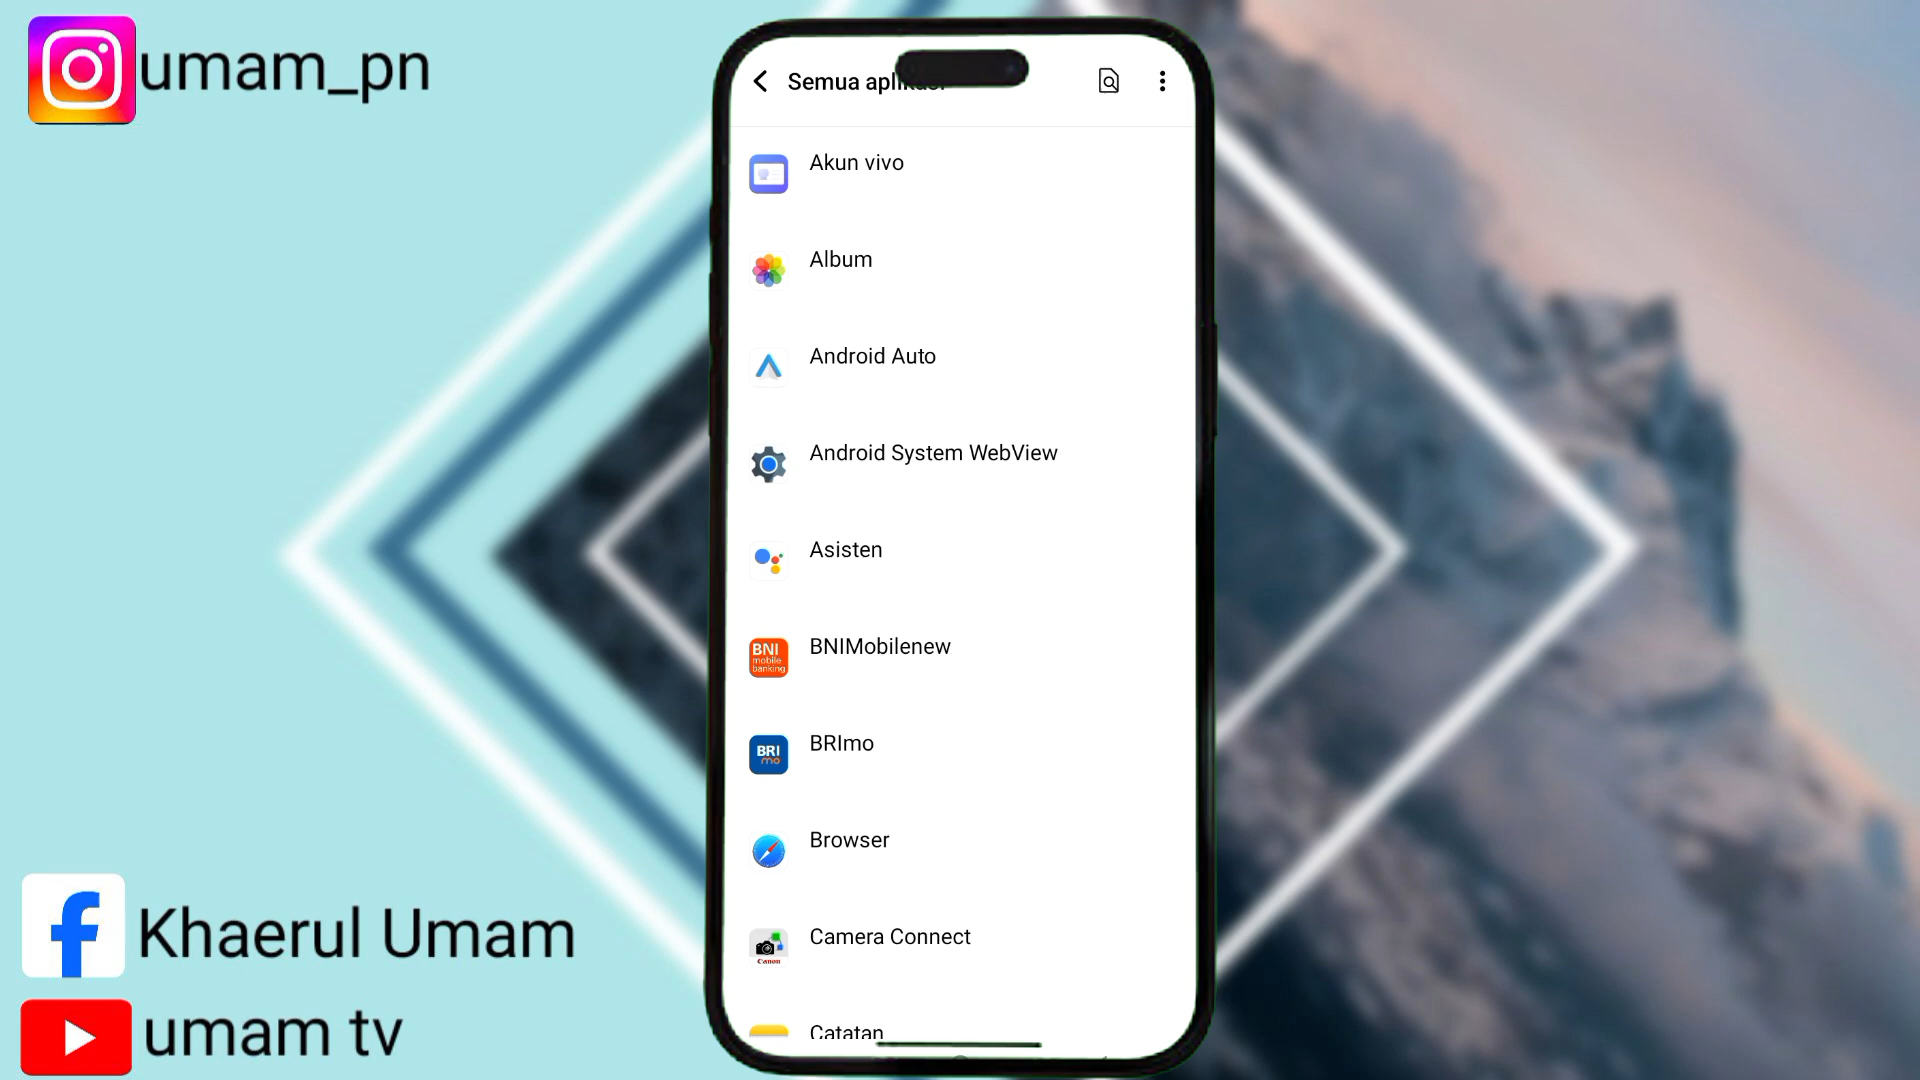 umam_pn
Semua aplikasi
Akun vivo
Album
Android Auto
Android System WebView
Asisten
BNI
mobile
banking
BNIMobilenew
BRI
mo
BRImo
Browser
Camera Connect
Canon
Catatan
Khaerul Umam
umam tv